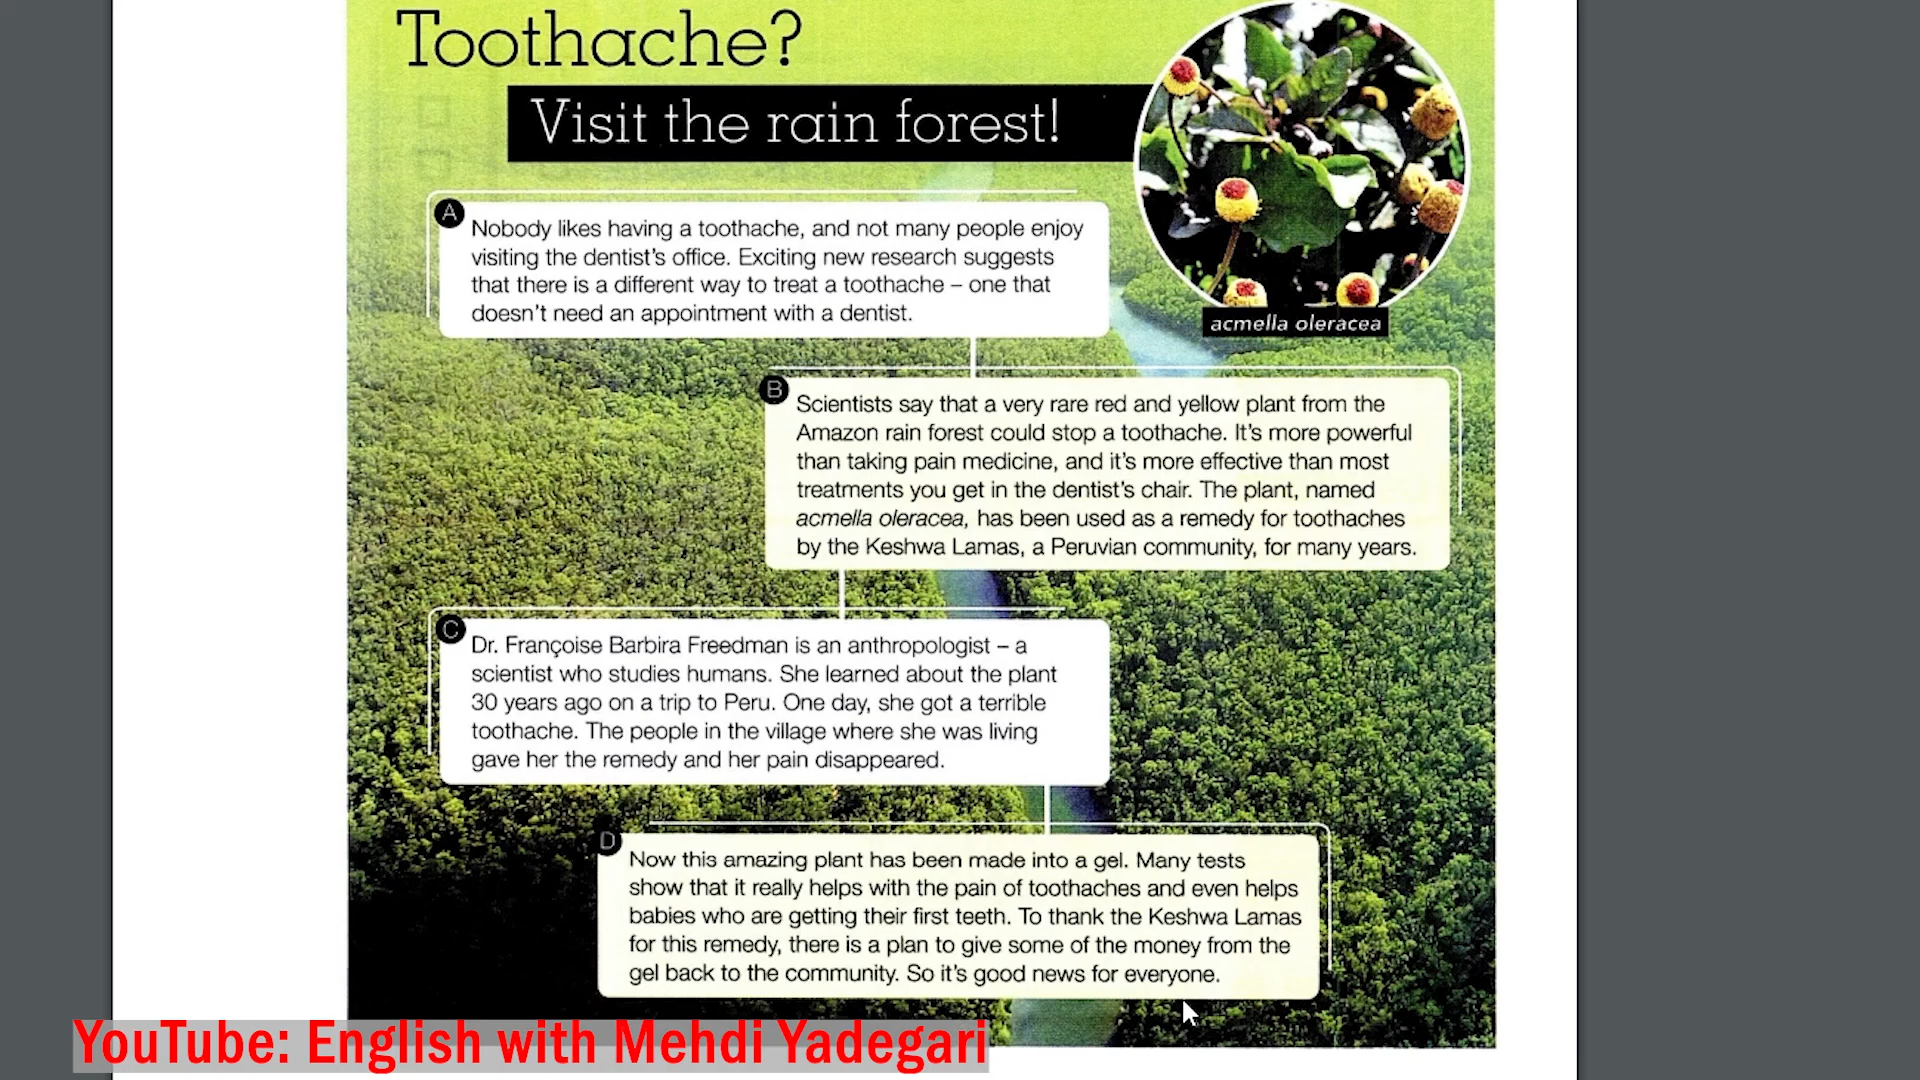 Toothache?
Visit the rain forest!
acmella oleracea
A
Nobody likes having a toothache, and not many people enjoy
visiting the dentist's office. Exciting new research suggests
that there is a different way to treat a toothache – one that
doesn't need an appointment with a dentist.
B
Scientists say that a very rare red and yellow plant from the
Amazon rain forest could stop a toothache. It's more powerful
than taking pain medicine, and it's more effective than most
treatments you get in the dentist's chair. The plant, named
acmella oleracea, has been used as a remedy for toothaches
by the Keshwa Lamas, a Peruvian community, for many years.
C
Dr. Françoise Barbira Freedman is an anthropologist – a
scientist who studies humans. She learned about the plant
30 years ago on a trip to Peru. One day, she got a terrible
toothache. The people in the village where she was living
gave her the remedy and her pain disappeared.
D
Now this amazing plant has been made into a gel. Many tests
show that it really helps with the pain of toothaches and even helps
babies who are getting their first teeth. To thank the Keshwa Lamas
for this remedy, there is a plan to give some of the money from the
gel back to the community. So it's good news for everyone.
YouTube: English with Mehdi Yadegari